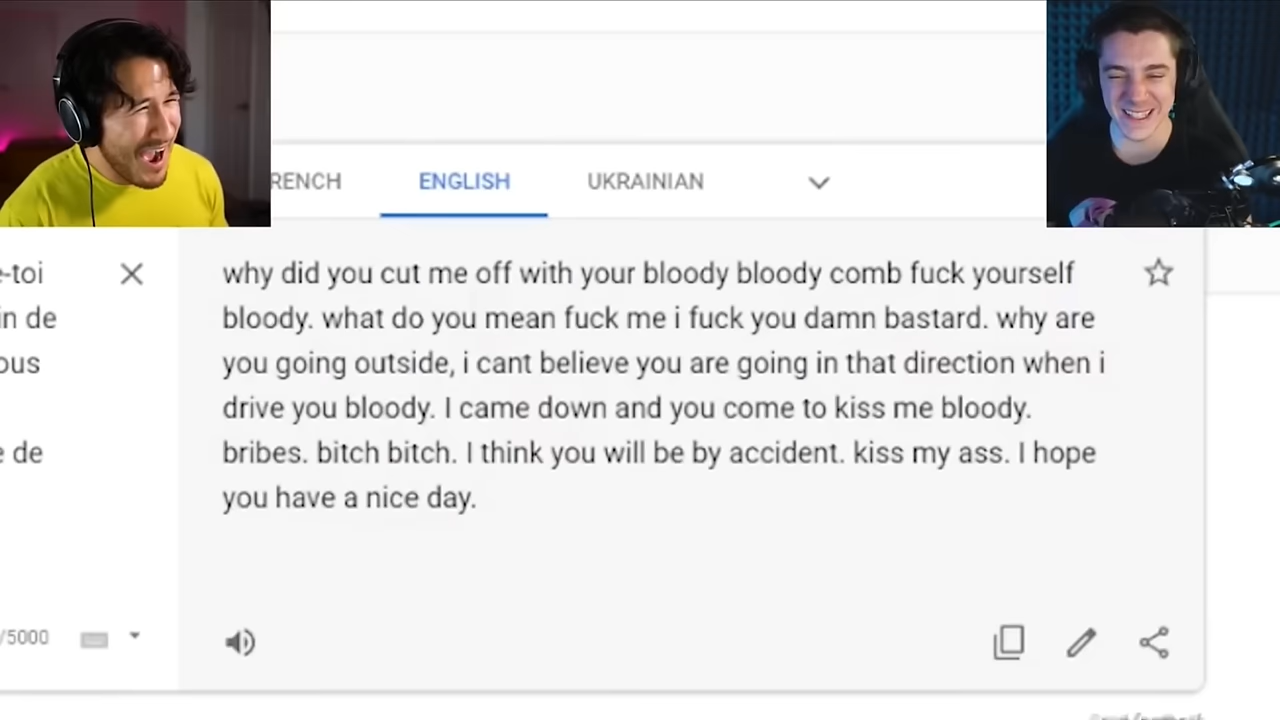 RENCH ENGLISH UKRAINIAN
e-toi
in de
ous
e de
/5000
why did you cut me off with your bloody bloody comb fuck yourself
bloody. what do you mean fuck me i fuck you damn bastard. why are
you going outside, i cant believe you are going in that direction when i
drive you bloody. I came down and you come to kiss me bloody.
bribes. bitch bitch. I think you will be by accident. kiss my ass. I hope
you have a nice day.